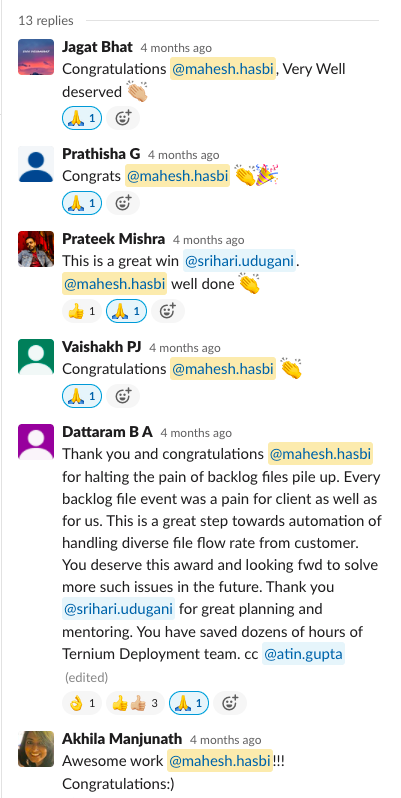 13 replies
Jagat Bhat 4 months ago
Congratulations @mahesh.hasbi, Very Well
deserved 👏🏼
🙏 1
Prathisha G 4 months ago
Congrats @mahesh.hasbi 👏🎉
🙏 1
Prateek Mishra 4 months ago
This is a great win @srihari.udugani.
@mahesh.hasbi well done 👏
👍 1 🙏 1
Vaishakh PJ 4 months ago
Congratulations @mahesh.hasbi 👏
🙏 1
Dattaram B A 4 months ago
Thank you and congratulations @mahesh.hasbi
for halting the pain of backlog files pile up. Every
backlog file event was a pain for client as well as
for us. This is a great step towards automation of
handling diverse file flow rate from customer.
You deserve this award and looking fwd to solve
more such issues in the future. Thank you
@srihari.udugani for great planning and
mentoring. You have saved dozens of hours of
Ternium Deployment team. cc @atin.gupta
(edited)
👌 1 👍👍🏼 3 🙏 1
Akhila Manjunath 4 months ago
Awesome work @mahesh.hasbi!!!
Congratulations:)